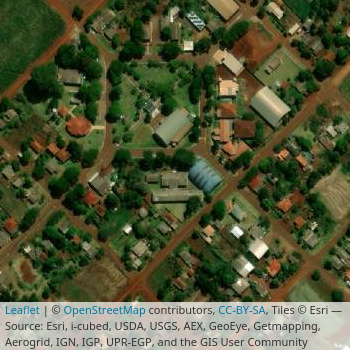 Leaflet | © OpenStreetMap contributors, CC-BY-SA, Tiles © Esri —
Source: Esri, i-cubed, USDA, USGS, AEX, GeoEye, Getmapping,
Aerogrid, IGN, IGP, UPR-EGP, and the GIS User Community